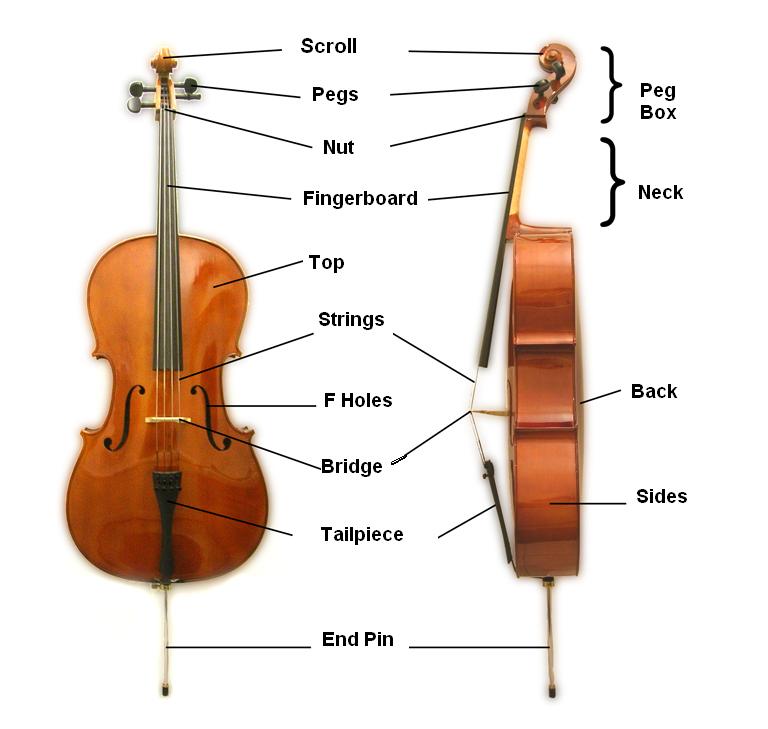 Scroll
Pegs
Peg
Box
Nut
Neck
Fingerboard
Top
Strings
Back
F Holes
Bridge
Sides
Tailpiece
End Pin